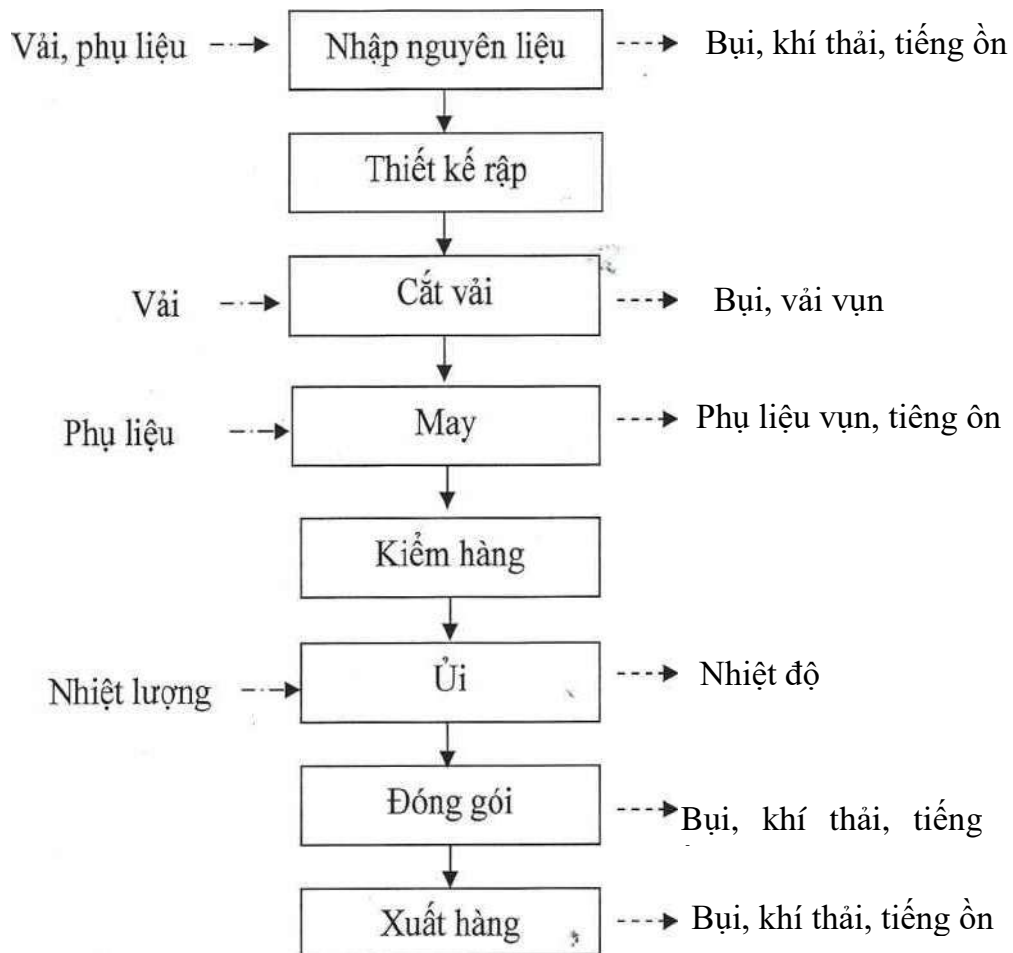 Vải, phụ liệu
Nhập nguyên liệu
Bụi, khí thải, tiếng ồn
Thiết kế rập
Vải
Cắt vải
Bụi, vải vụn
Phụ liệu
May
Phụ liệu vụn, tiêng ôn
Kiểm hàng
Nhiệt lượng
Ủi
Nhiệt độ
Đóng gói
Bụi, khí thải, tiếng
Xuất hàng
Bụi, khí thải, tiếng ồn